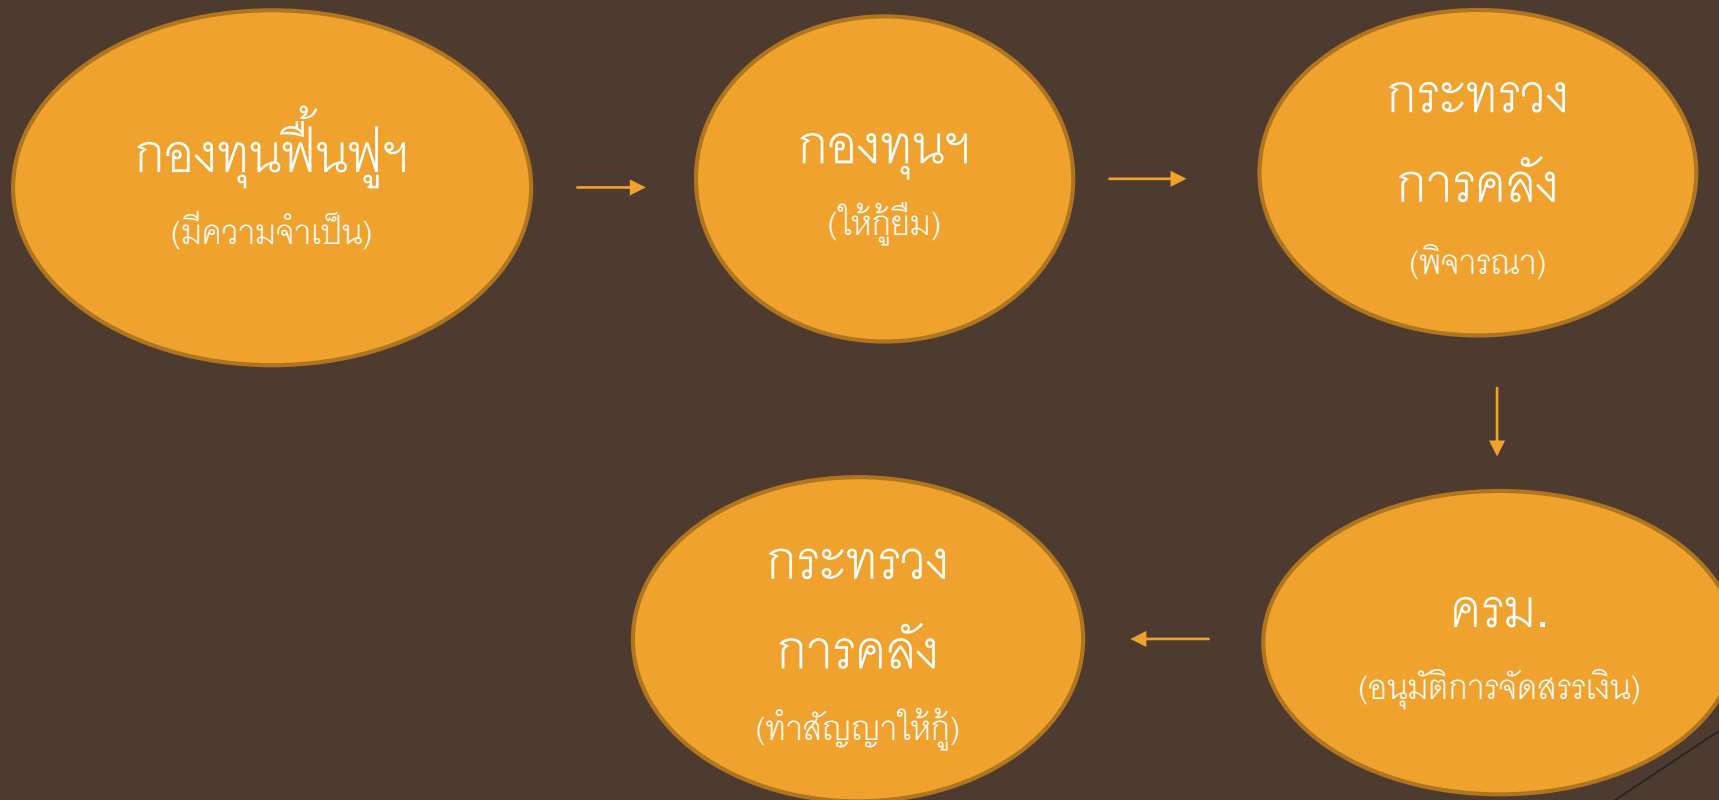 กองทุนฟื้นฟูฯ
(มีความจำเป็น)
กองทุนฯ
(ให้กู้ยืม)
กระทรวง
การคลัง
(พิจารณา)
ครม.
(อนุมัติการจัดสรรเงิน)
กระทรวง
การคลัง
(ทำสัญญาให้กู้)